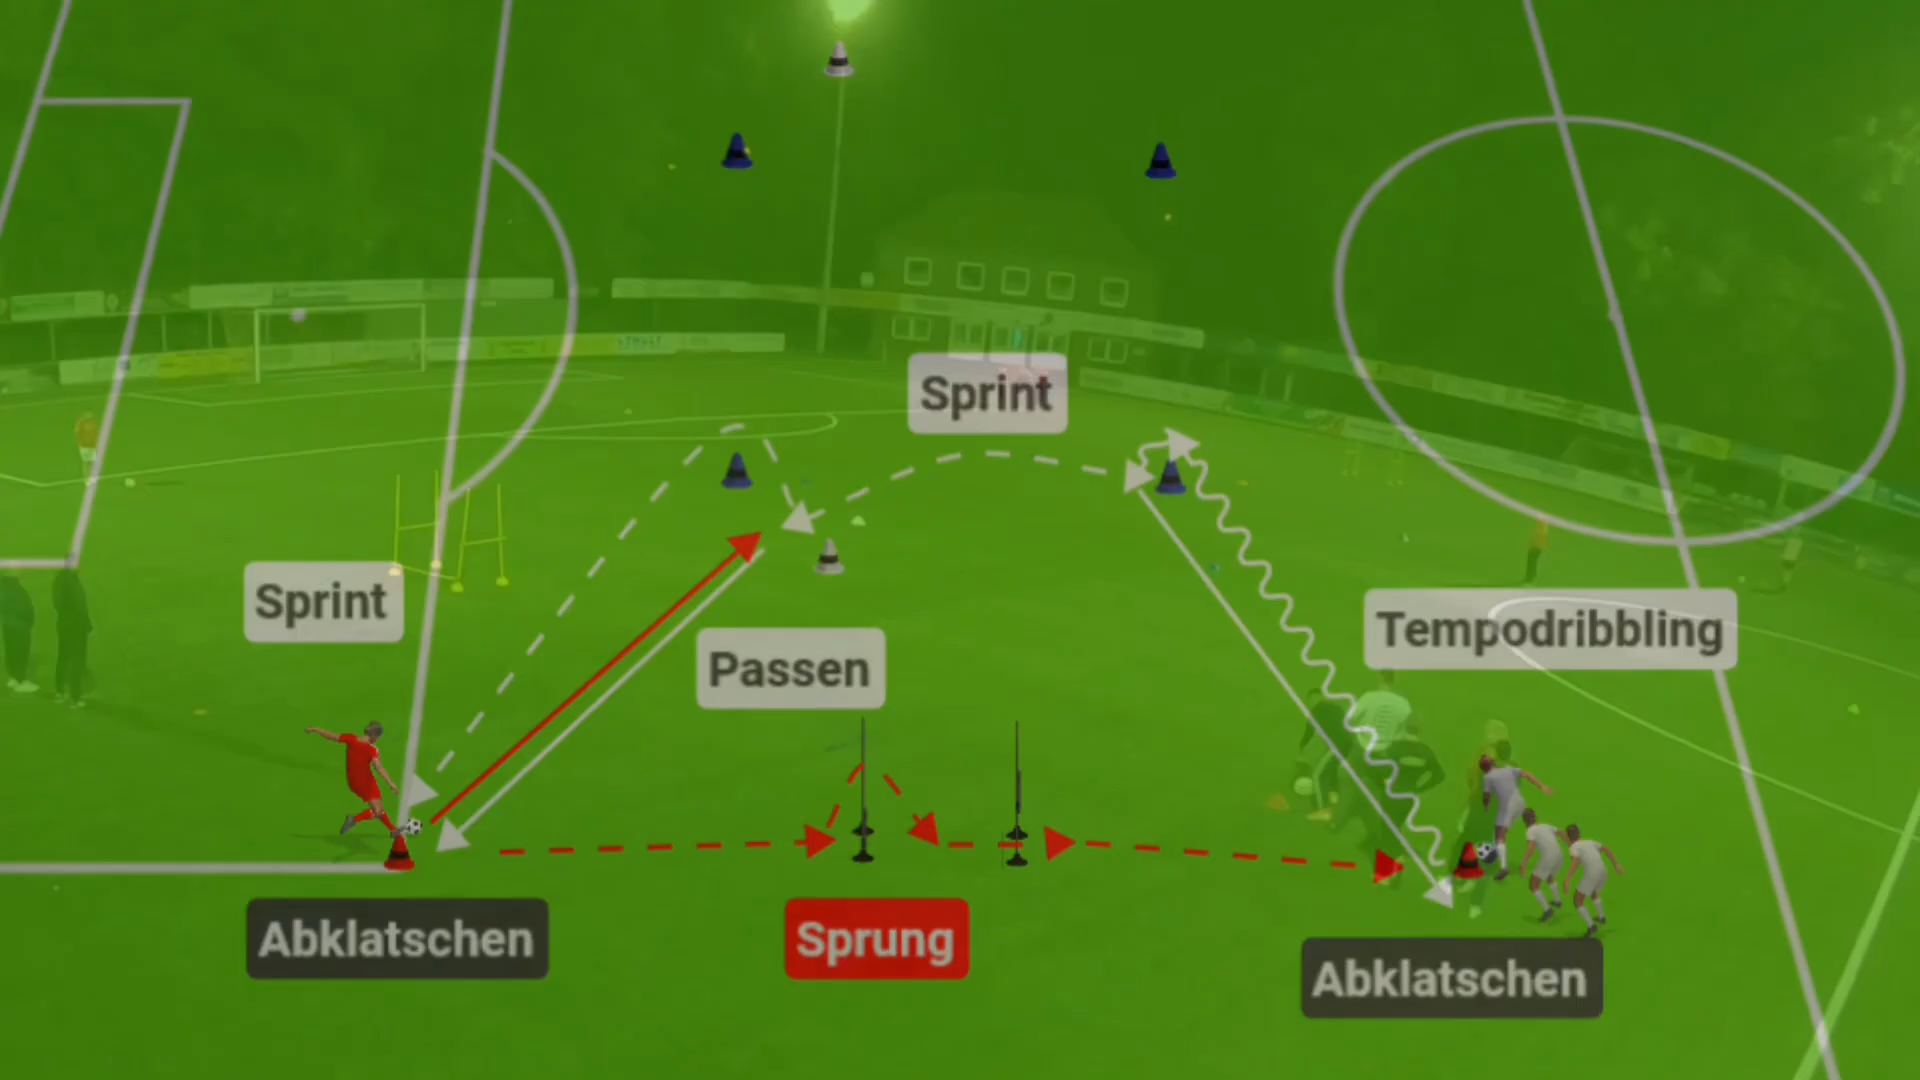 Sprint
Sprint
Tempodribbling
Passen
Abklatschen
Sprung
Abklatschen